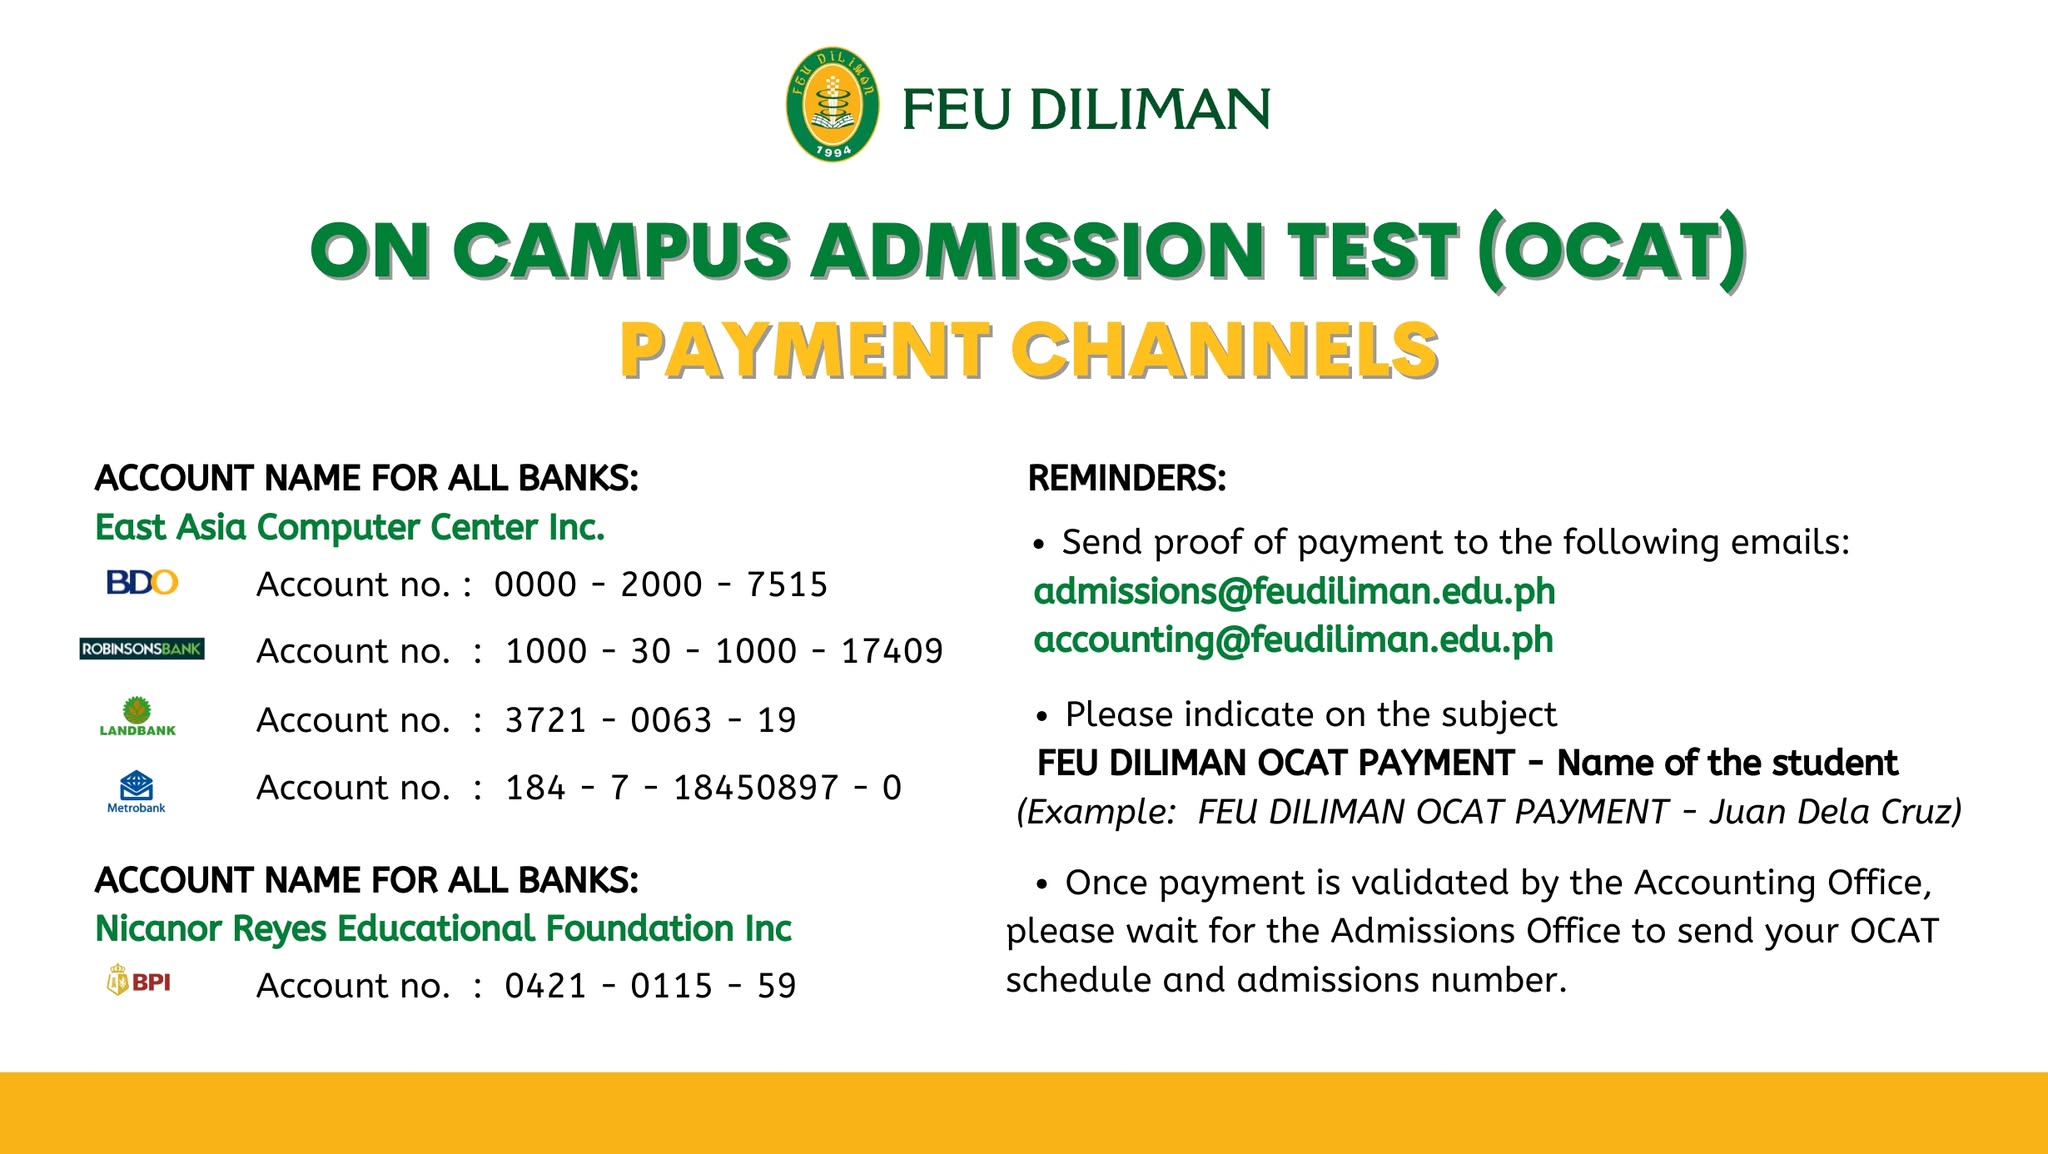 FEU DILIMAN
1994
FEU DILIMAN
ON CAMPUS ADMISSION TEST (OCAT)
PAYMENT CHANNELS
ACCOUNT NAME FOR ALL BANKS:
East Asia Computer Center Inc.
BDO Account no. : 0000 - 2000 - 7515
ROBINSONSBANK Account no. : 1000 - 30 - 1000 - 17409
LANDBANK Account no. : 3721 - 0063 - 19
Metrobank Account no. : 184 - 7 - 18450897 - 0
ACCOUNT NAME FOR ALL BANKS:
Nicanor Reyes Educational Foundation Inc
BPI Account no. : 0421 - 0115 - 59
REMINDERS:
• Send proof of payment to the following emails:
admissions@feudiliman.edu.ph
accounting@feudiliman.edu.ph
• Please indicate on the subject
FEU DILIMAN OCAT PAYMENT - Name of the student
(Example: FEU DILIMAN OCAT PAYMENT - Juan Dela Cruz)
• Once payment is validated by the Accounting Office,
please wait for the Admissions Office to send your OCAT
schedule and admissions number.